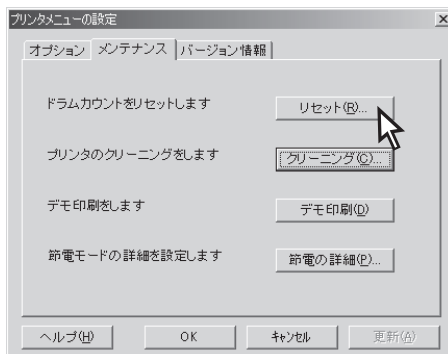 プリンタメニューの設定
オプション メンテナンス バージョン情報
ドラムカウントをリセットします リセット(R)...
プリンタのクリーニングをします クリーニング(C)...
デモ印刷をします デモ印刷(D)
節電モードの詳細を設定します 節電の詳細(P)...
ヘルプ(H) OK キャンセル 更新(A)